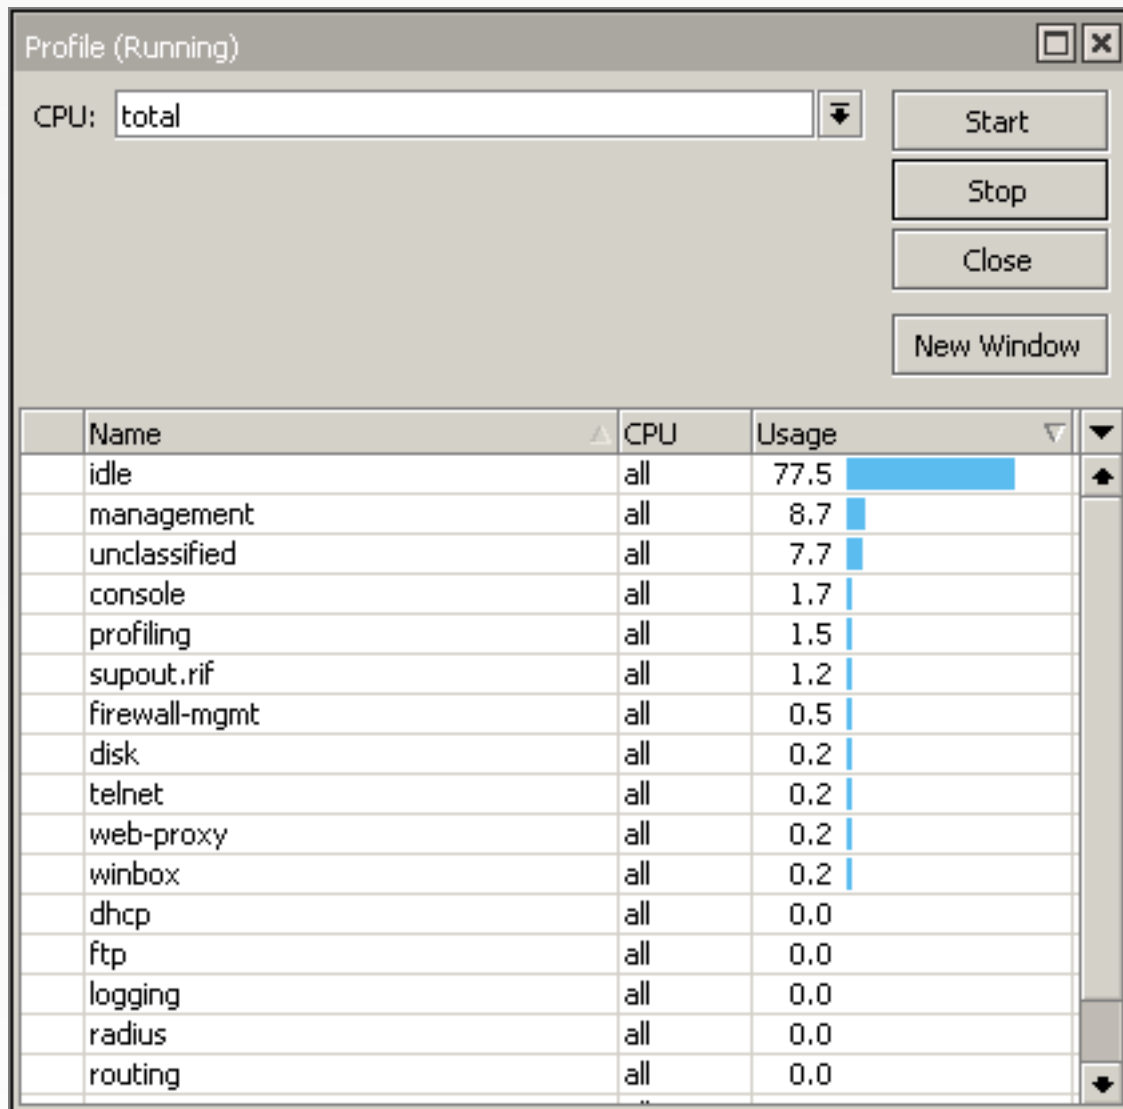 Profile (Running)
CPU: total
Start
Stop
Close
New Window
Name CPU Usage
idle all 77.5
management all 8.7
unclassified all 7.7
console all 1.7
profiling all 1.5
supout.rif all 1.2
firewall-mgmt all 0.5
disk all 0.2
telnet all 0.2
web-proxy all 0.2
winbox all 0.2
dhcp all 0.0
ftp all 0.0
logging all 0.0
radius all 0.0
routing all 0.0